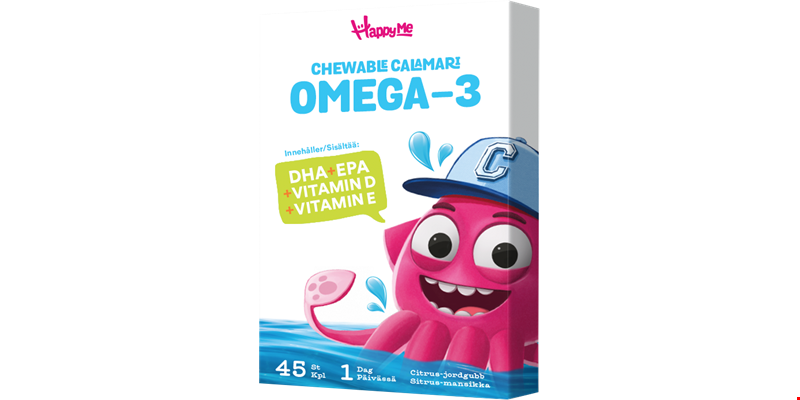 HappyMe
CHEWABLE CALAMARI
OMEGA-3
Innehåller/Sisältää:
DHA+EPA
+VITAMIN D
+VITAMIN E
C
45 St Kpl
1 Dag Päivässä
Citrus-jordgubb
Sitrus-mansikka